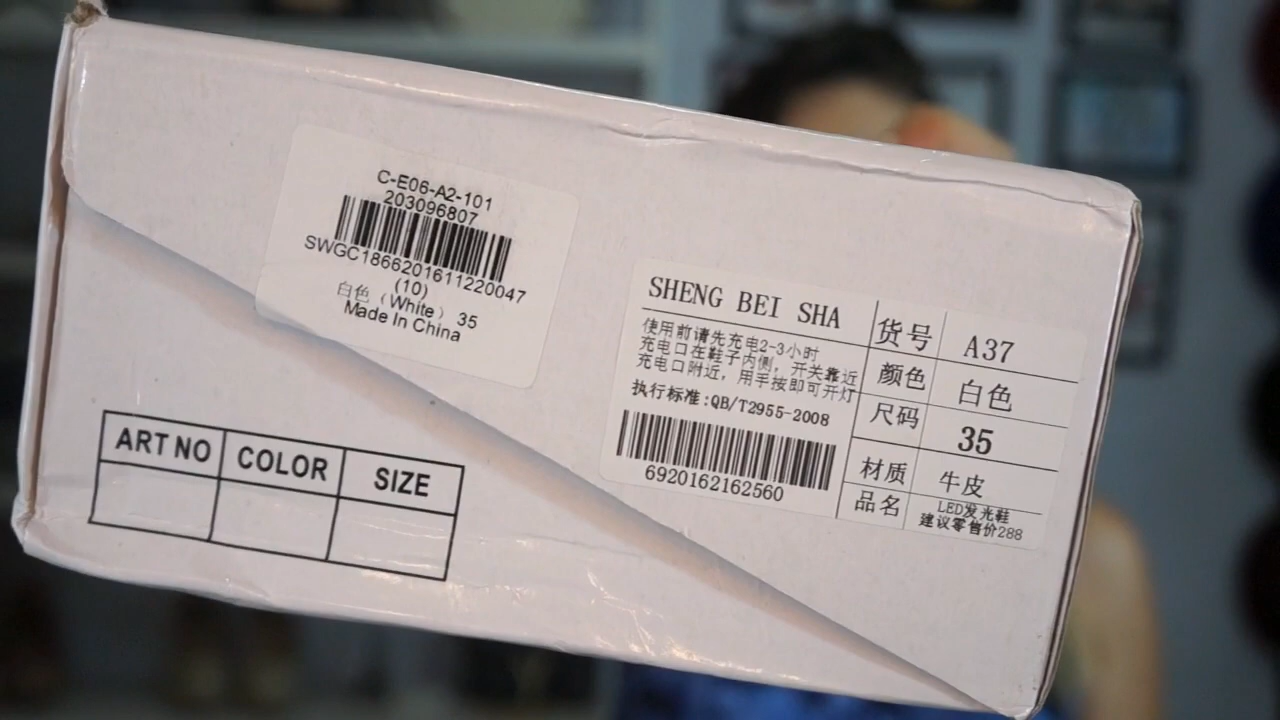 C-E06-A2-101
203096807
SWGC1866201611220047
(10)
白色（White） 35
Made In China
SHENG BEI SHA
使用前请先充电2-3小时
充电口在鞋子内侧，开关靠近
充电口附近，用手按即可开灯
执行标准:QB/T2955-2008
6920162162560
货号 A37
颜色 白色
尺码 35
材质 牛皮
品名 LED发光鞋
建议零售价288
ART NO COLOR SIZE